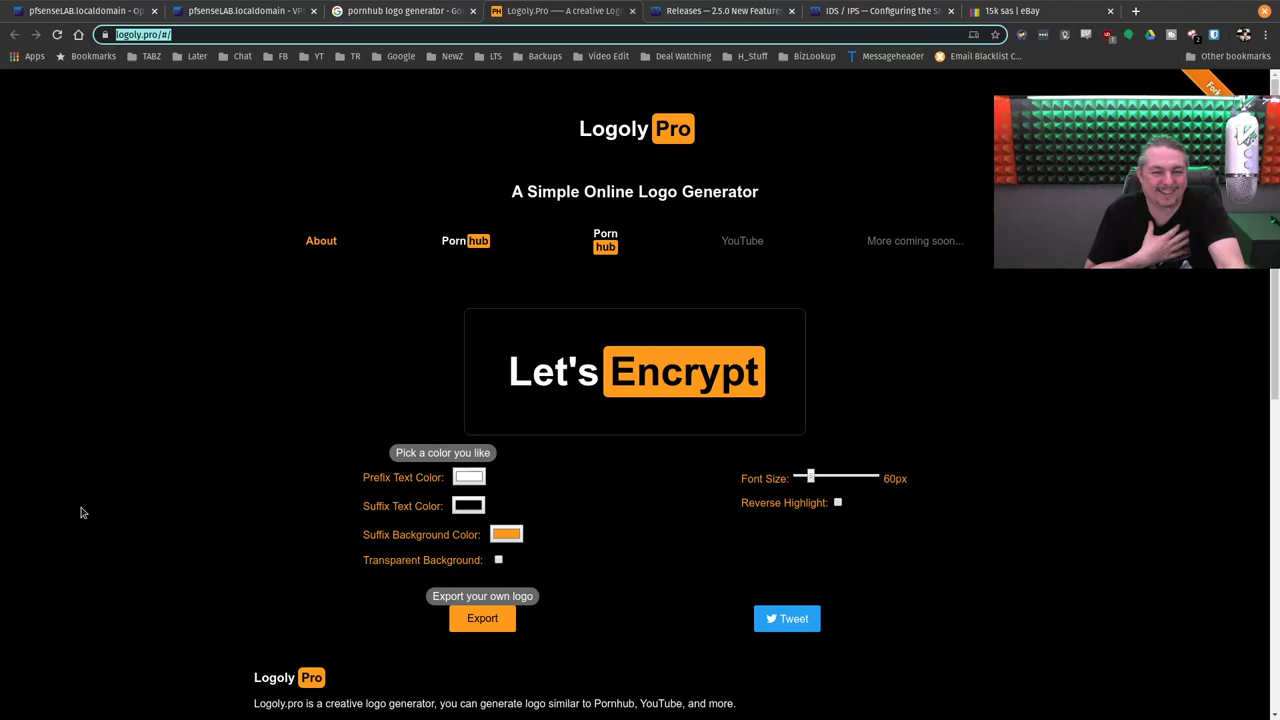 pfsenseLAB.localdomain - Op
pfsenseLAB.localdomain - VP
pornhub logo generator - Go
PH Logoly.Pro —— A creative Log
Releases — 2.5.0 New Feature
IDS / IPS — Configuring the Sn
15k sas | eBay
logoly.pro/#/
Apps Bookmarks TABZ Later Chat FB YT TR Google NewZ LTS Backups Video Edit Deal Watching H_Stuff BizLookup Messageheader Email Blacklist C... Other bookmarks
Fork
Logoly Pro
A Simple Online Logo Generator
About
Porn hub
Porn
hub
YouTube
More coming soon...
Let's Encrypt
Pick a color you like
Prefix Text Color:
Font Size: 60px
Suffix Text Color:
Reverse Highlight:
Suffix Background Color:
Transparent Background:
Export your own logo
Export
Tweet
Logoly Pro
Logoly.pro is a creative logo generator, you can generate logo similar to Pornhub, YouTube, and more.